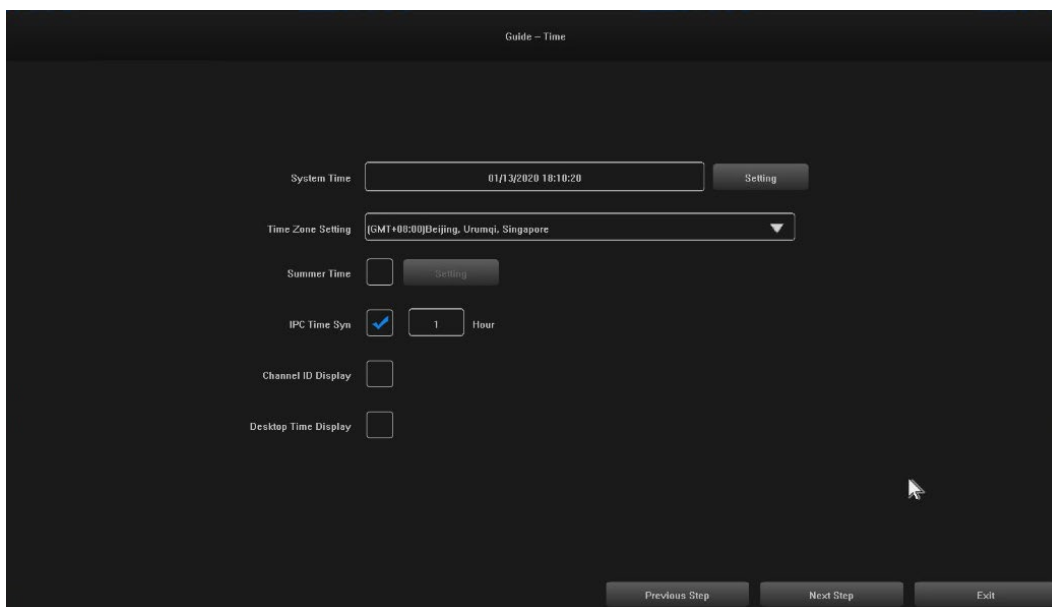 Guide – Time
System Time 01/13/2020 18:10:20 Setting
Time Zone Setting [GMT+08:00]Beijing, Urumqi, Singapore
Summer Time Setting
IPC Time Syn 1 Hour
Channel ID Display
Desktop Time Display
Previous Step Next Step Exit